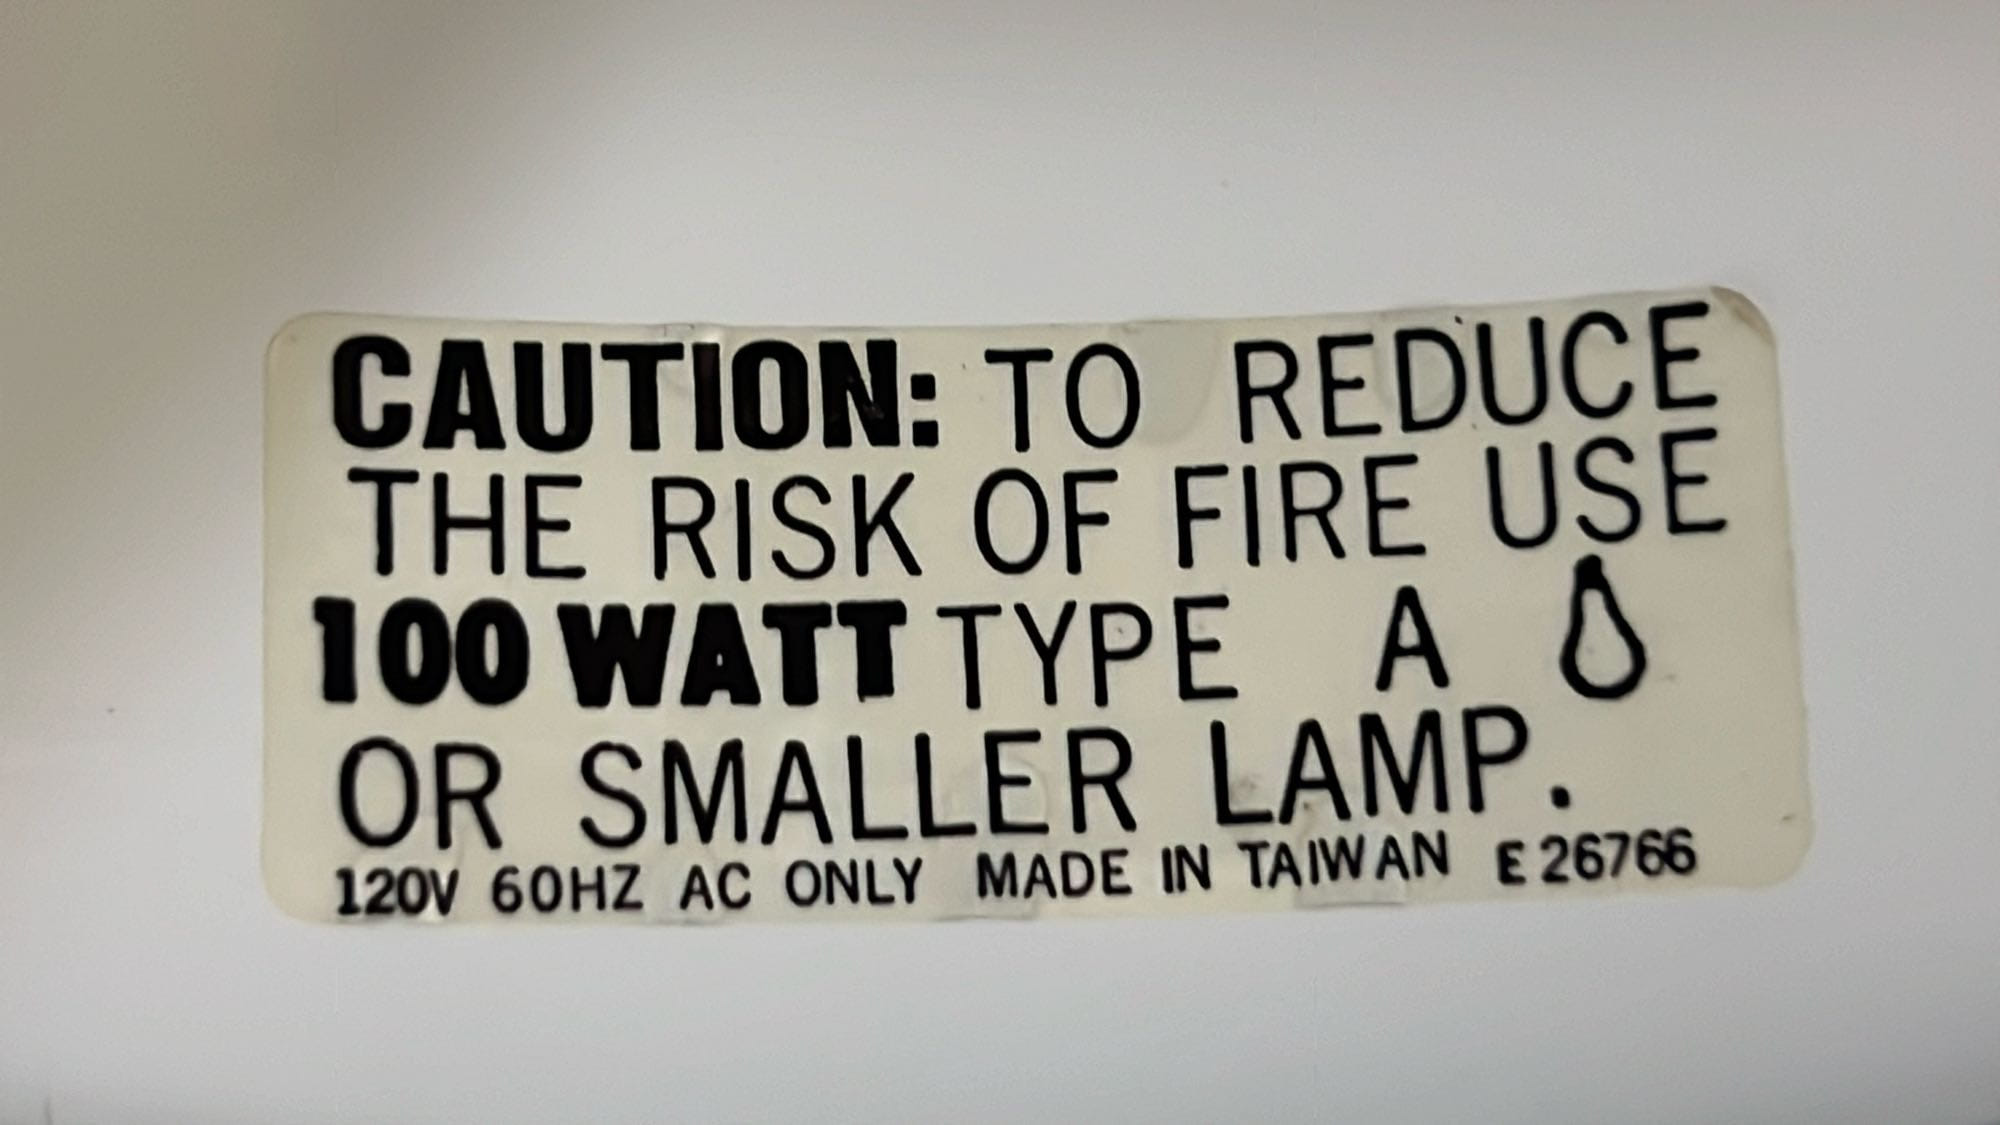 CAUTION: TO REDUCE
THE RISK OF FIRE USE
100 WATT TYPE A
OR SMALLER LAMP.
120V 60HZ AC ONLY MADE IN TAIWAN E 26766